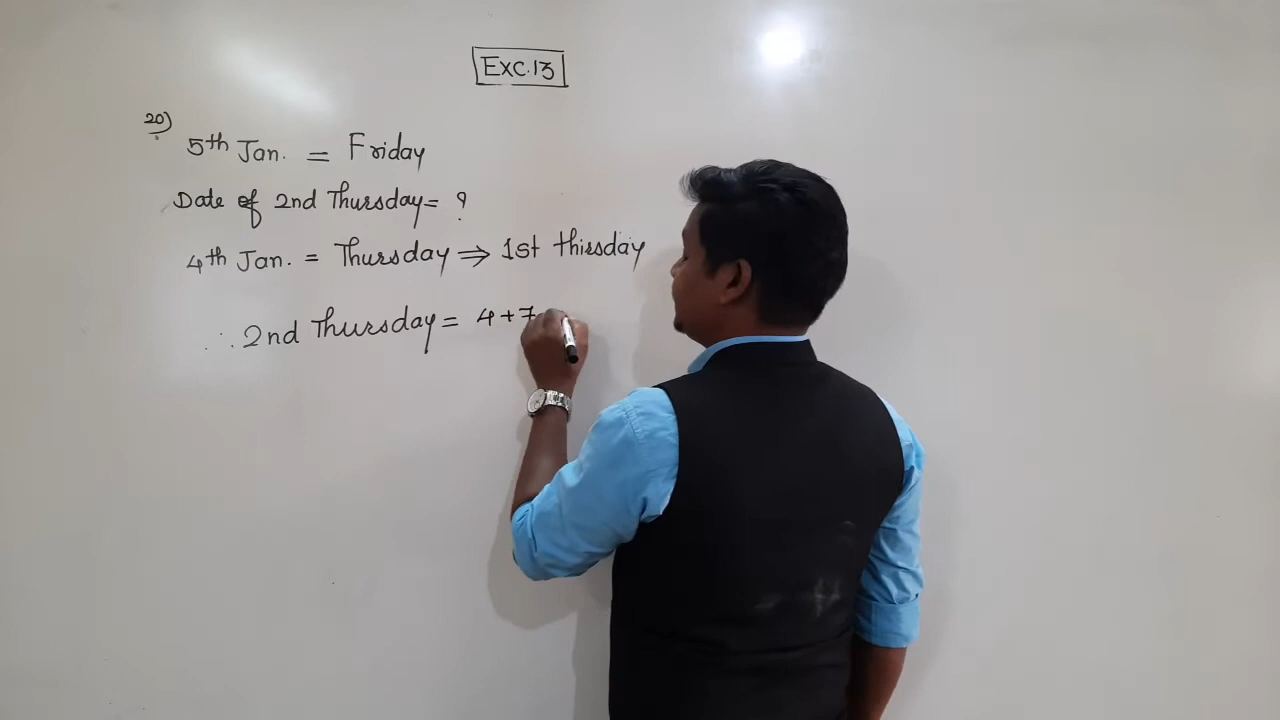 Exc.13
20) 5th Jan. = Friday
Date of 2nd Thursday = ?
4th Jan. = Thursday ⇒ 1st thirsday
∴ 2nd Thursday = 4+7